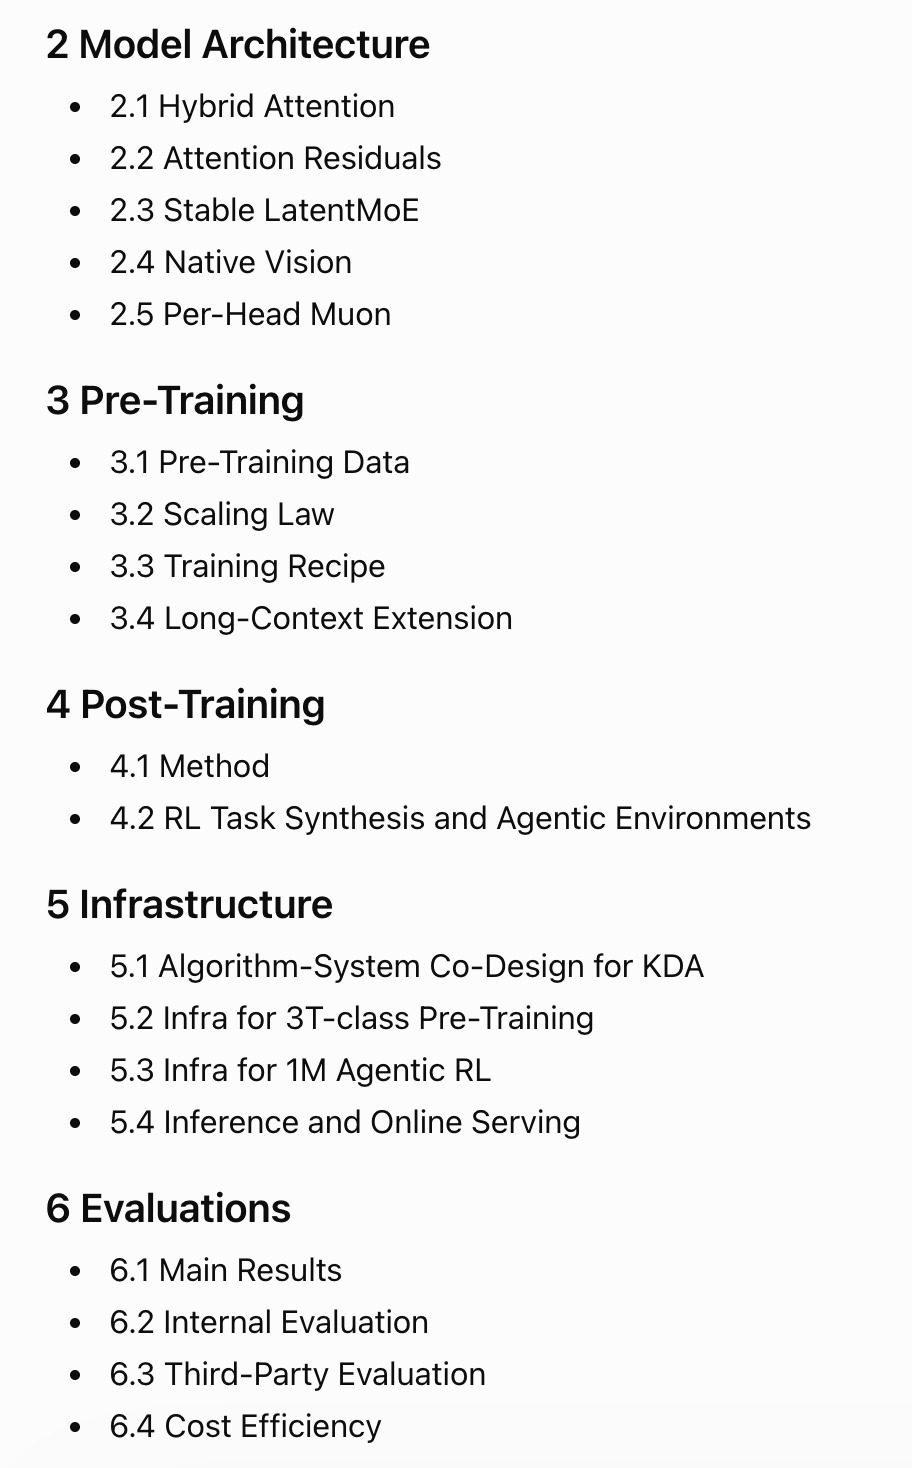 2 Model Architecture
• 2.1 Hybrid Attention
• 2.2 Attention Residuals
• 2.3 Stable LatentMoE
• 2.4 Native Vision
• 2.5 Per-Head Muon
3 Pre-Training
• 3.1 Pre-Training Data
• 3.2 Scaling Law
• 3.3 Training Recipe
• 3.4 Long-Context Extension
4 Post-Training
• 4.1 Method
• 4.2 RL Task Synthesis and Agentic Environments
5 Infrastructure
• 5.1 Algorithm-System Co-Design for KDA
• 5.2 Infra for 3T-class Pre-Training
• 5.3 Infra for 1M Agentic RL
• 5.4 Inference and Online Serving
6 Evaluations
• 6.1 Main Results
• 6.2 Internal Evaluation
• 6.3 Third-Party Evaluation
• 6.4 Cost Efficiency